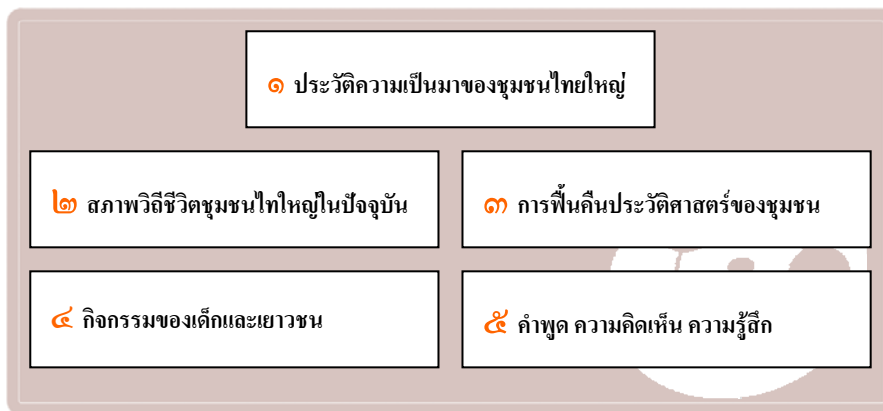 ๑ ประวัติความเป็นมาของชุมชนไทยใหญ่
๒ สภาพวิถีชีวิตชุมชนไทใหญ่ในปัจจุบัน
๓ การฟื้นคืนประวัติศาสตร์ของชุมชน
๔ กิจกรรมของเด็กและเยาวชน
๕ คำพูด ความคิดเห็น ความรู้สึก